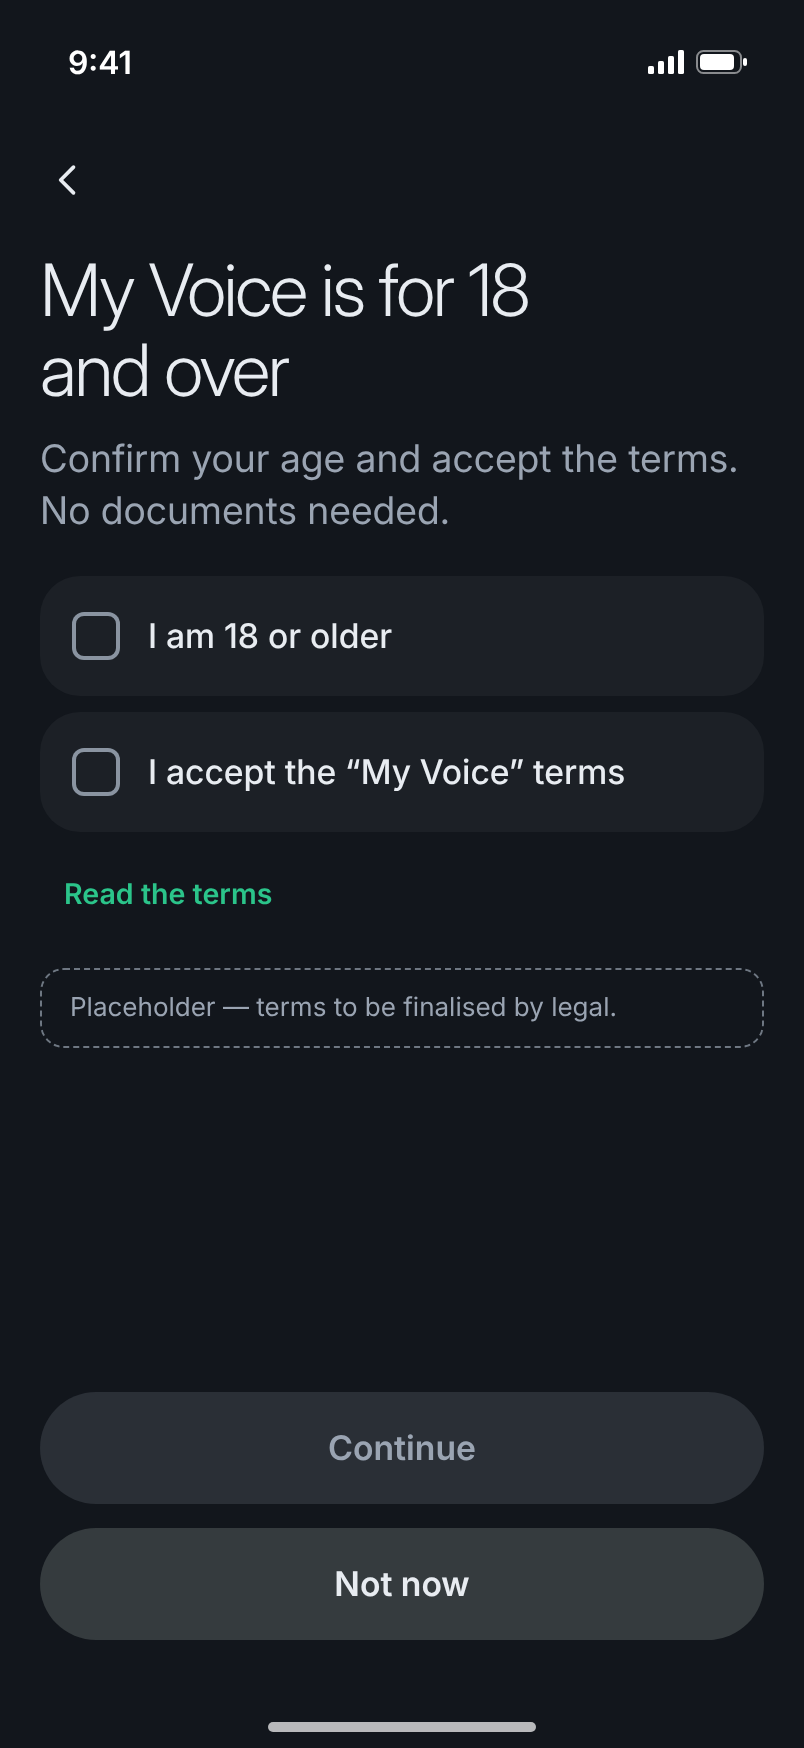 9:41
My Voice is for 18
and over
Confirm your age and accept the terms.
No documents needed.
I am 18 or older
I accept the “My Voice” terms
Read the terms
Placeholder — terms to be finalised by legal.
Continue
Not now